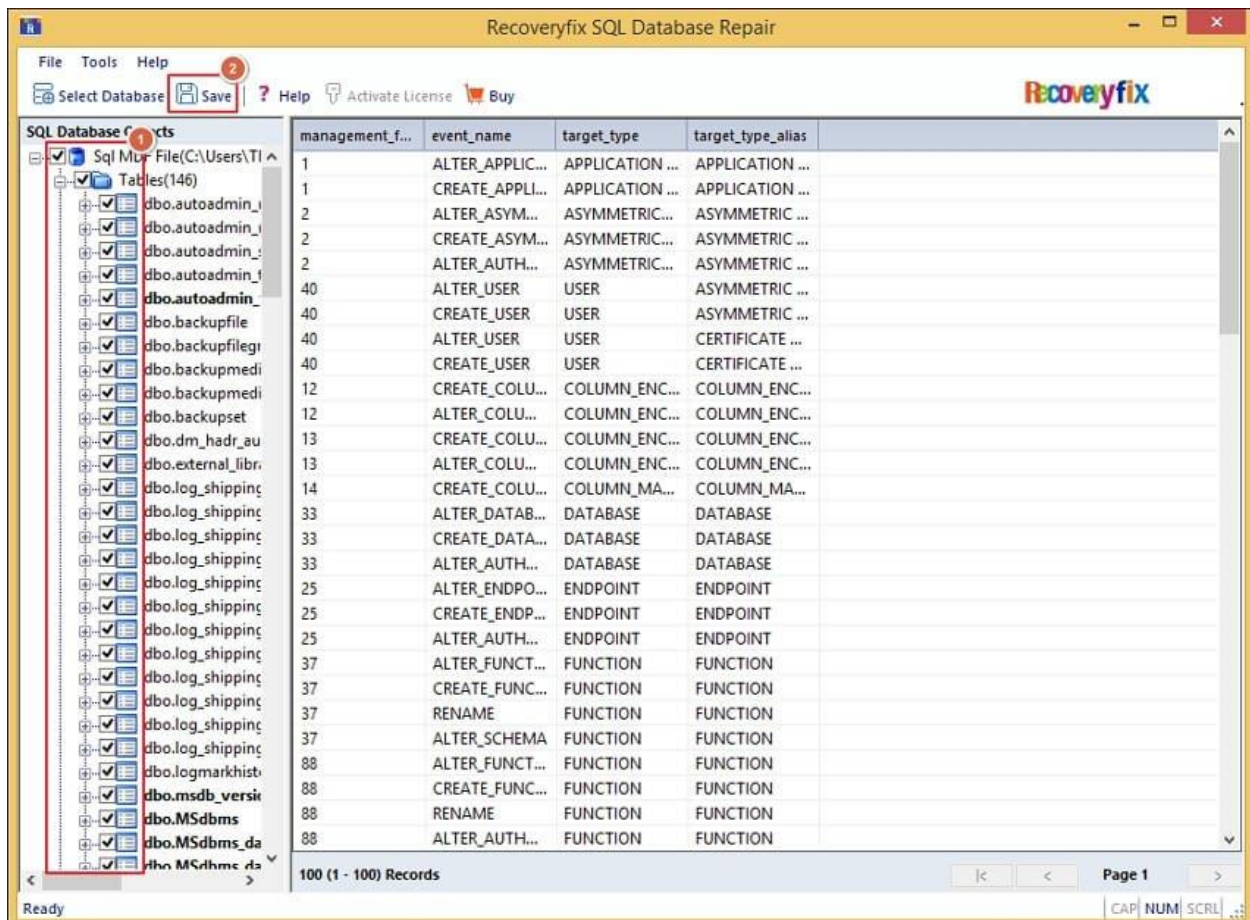 Recoveryfix SQL Database Repair
File Tools Help
2
Select Database Save ? Help Activate License Buy
Recoveryfix
SQL Database cts
1
Sql MDF File(C:\Users\TI
Tables(146)
dbo.autoadmin_
dbo.autoadmin_
dbo.autoadmin_
dbo.autoadmin_
dbo.autoadmin_
dbo.backupfile
dbo.backupfilegr
dbo.backupmedi
dbo.backupmedi
dbo.backupset
dbo.dm_hadr_au
dbo.external_libr
dbo.log_shipping
dbo.log_shipping
dbo.log_shipping
dbo.log_shipping
dbo.log_shipping
dbo.log_shipping
dbo.log_shipping
dbo.log_shipping
dbo.log_shipping
dbo.log_shipping
dbo.log_shipping
dbo.log_shipping
dbo.logmarkhist
dbo.msdb_versi
dbo.MSdbms
dbo.MSdbms_da
dbo.MSdbms_da
management_f... event_name target_type target_type_alias
1 ALTER_APPLIC... APPLICATION ... APPLICATION ...
1 CREATE_APPLI... APPLICATION ... APPLICATION ...
2 ALTER_ASYM... ASYMMETRIC... ASYMMETRIC ...
2 CREATE_ASYM... ASYMMETRIC... ASYMMETRIC ...
2 ALTER_AUTH... ASYMMETRIC... ASYMMETRIC ...
40 ALTER_USER USER ASYMMETRIC ...
40 CREATE_USER USER ASYMMETRIC ...
40 ALTER_USER USER CERTIFICATE ...
40 CREATE_USER USER CERTIFICATE ...
12 CREATE_COLU... COLUMN_ENC... COLUMN_ENC...
12 ALTER_COLU... COLUMN_ENC... COLUMN_ENC...
13 CREATE_COLU... COLUMN_ENC... COLUMN_ENC...
13 ALTER_COLU... COLUMN_ENC... COLUMN_ENC...
14 CREATE_COLU... COLUMN_MA... COLUMN_MA...
33 ALTER_DATAB... DATABASE DATABASE
33 CREATE_DATA... DATABASE DATABASE
33 ALTER_AUTH... DATABASE DATABASE
25 ALTER_ENDPO... ENDPOINT ENDPOINT
25 CREATE_ENDP... ENDPOINT ENDPOINT
25 ALTER_AUTH... ENDPOINT ENDPOINT
37 ALTER_FUNCT... FUNCTION FUNCTION
37 CREATE_FUNC... FUNCTION FUNCTION
37 RENAME FUNCTION FUNCTION
37 ALTER_SCHEMA FUNCTION FUNCTION
88 ALTER_FUNCT... FUNCTION FUNCTION
88 CREATE_FUNC... FUNCTION FUNCTION
88 RENAME FUNCTION FUNCTION
88 ALTER_AUTH... FUNCTION FUNCTION
100 (1 - 100) Records
Page 1
Ready
CAP NUM SCRL